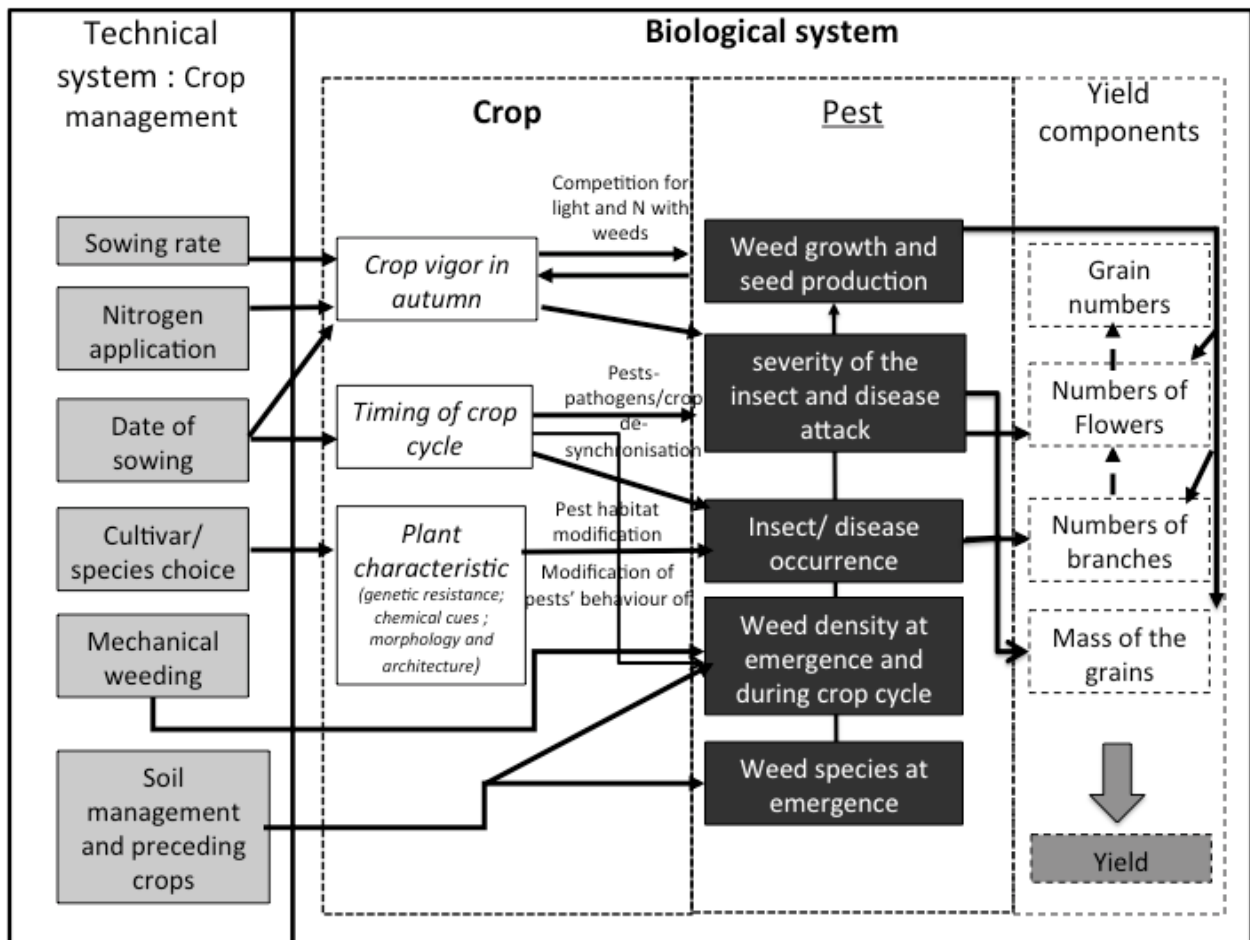 Technical
system : Crop
management
Sowing rate
Nitrogen
application
Date of
sowing
Cultivar/
species choice
Mechanical
weeding
Soil
management
and preceding
crops
Biological system
Crop
Crop vigor in
autumn
Timing of crop
cycle
Plant
characteristic
(genetic resistance;
chemical cues ;
morphology and
architecture)
Competition for
light and N with
weeds
Pests-
pathogens/crop
de-
synchronisation
Pest habitat
modification
Modification of
pests' behaviour of
Pest
Weed growth and
seed production
severity of the
insect and disease
attack
Insect/ disease
occurrence
Weed density at
emergence and
during crop cycle
Weed species at
emergence
Yield
components
Grain
numbers
Numbers of
Flowers
Numbers of
branches
Mass of the
grains
Yield